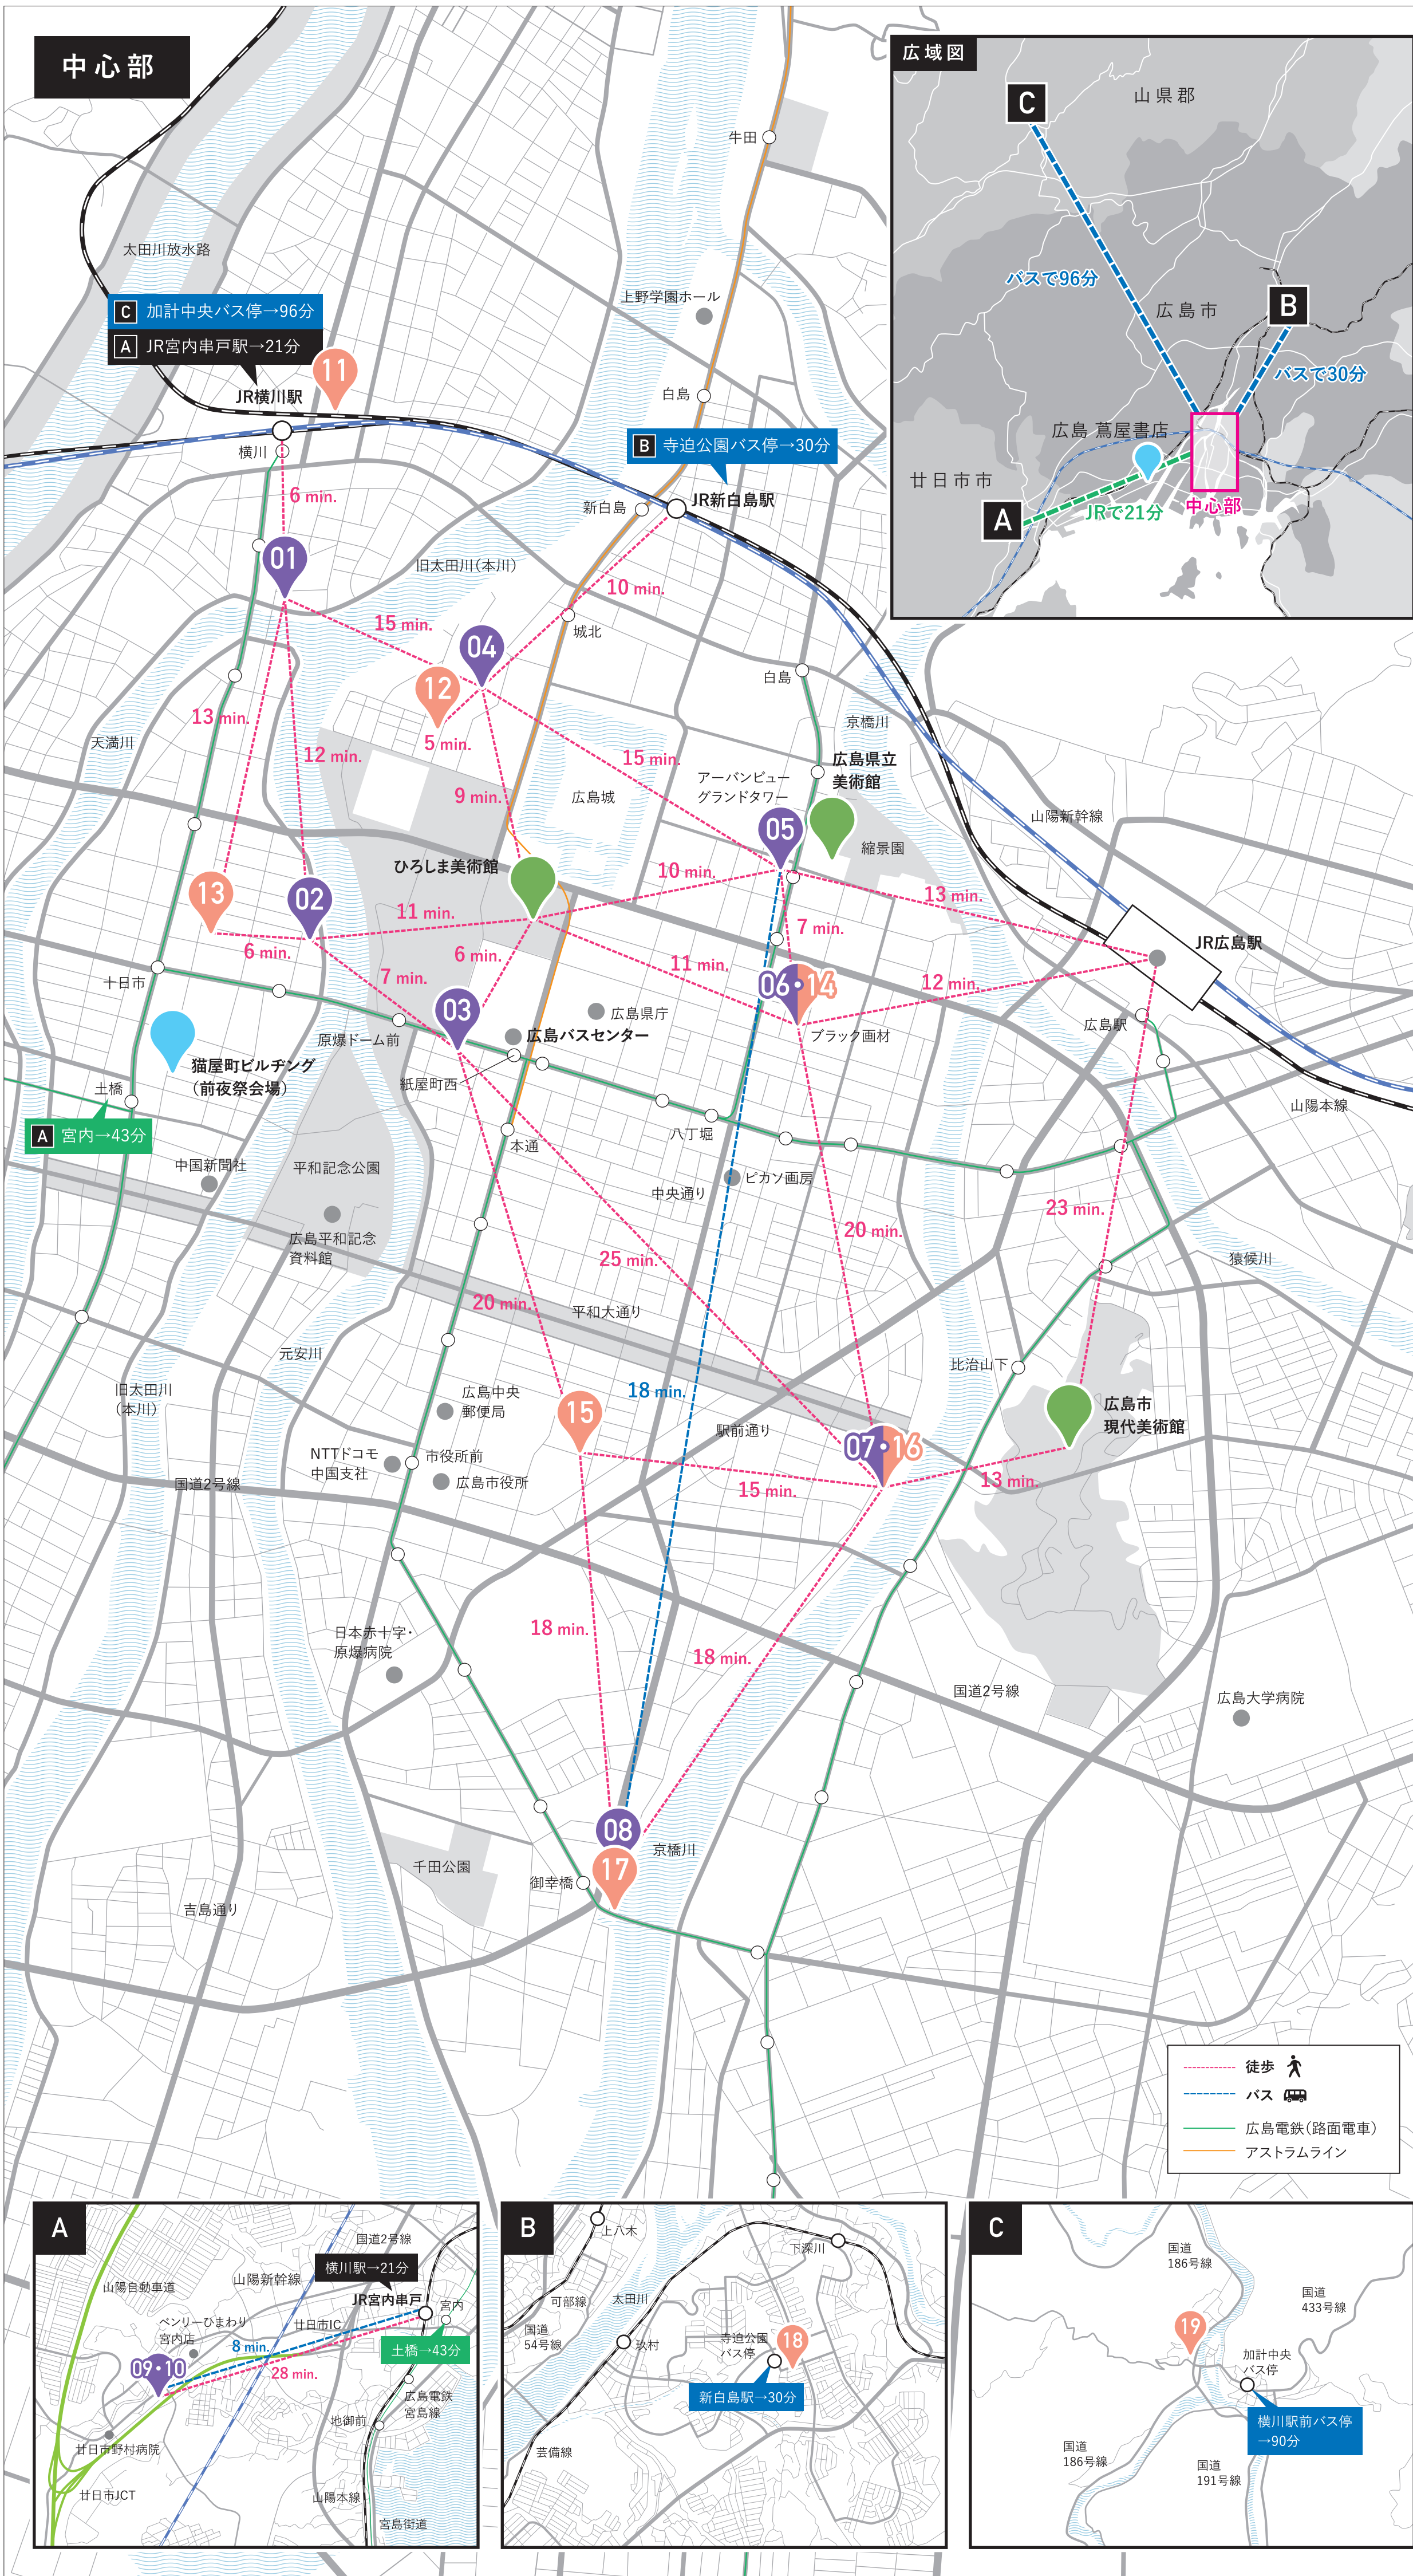 中心部
広域図
C
山県郡
バスで96分
広島市
B
バスで30分
広島 蔦屋書店
廿日市市
A
JRで21分
中心部
牛田
太田川放水路
上野学園ホール
C 加計中央バス停→96分
A JR宮内串戸駅→21分
11
JR横川駅
白島
横川
B 寺迫公園バス停→30分
6 min.
新白島
JR新白島駅
01
旧太田川(本川)
10 min.
15 min.
城北
04
12
白島
13 min.
5 min.
京橋川
天満川
12 min.
15 min.
広島県立
美術館
アーバンビュー
グランドタワー
9 min.
広島城
山陽新幹線
05
縮景園
ひろしま美術館
10 min.
13
02
13 min.
11 min.
7 min.
6 min.
6 min.
JR広島駅
7 min.
11 min.
十日市
06・14
12 min.
03
広島県庁
広島駅
原爆ドーム前
広島バスセンター
ブラック画材
猫屋町ビルヂング
(前夜祭会場)
紙屋町西
土橋
山陽本線
A 宮内→43分
八丁堀
本通
中国新聞社
平和記念公園
ピカソ画房
中央通り
23 min.
20 min.
広島平和記念
資料館
25 min.
猿候川
20 min.
平和大通り
元安川
比治山下
旧太田川
(本川)
広島中央
郵便局
18 min.
15
広島市
現代美術館
駅前通り
07・16
NTTドコモ
中国支社
市役所前
国道2号線
広島市役所
15 min.
13 min.
18 min.
日本赤十字・
原爆病院
18 min.
国道2号線
広島大学病院
08
京橋川
17
千田公園
御幸橋
吉島通り
徒歩
バス
広島電鉄(路面電車)
アストラムライン
A
国道2号線
横川駅→21分
山陽新幹線
山陽自動車道
JR宮内串戸
宮内
ベンリーひまわり
宮内店
廿日市IC
8 min.
土橋→43分
09・10
28 min.
広島電鉄
宮島線
地御前
廿日市野村病院
廿日市JCT
山陽本線
宮島街道
B
上八木
下深川
可部線
太田川
国道
54号線
玖村
寺迫公園
バス停
18
新白島駅→30分
芸備線
C
国道
186号線
国道
433号線
19
加計中央
バス停
横川駅前バス停
→90分
国道
186号線
国道
191号線